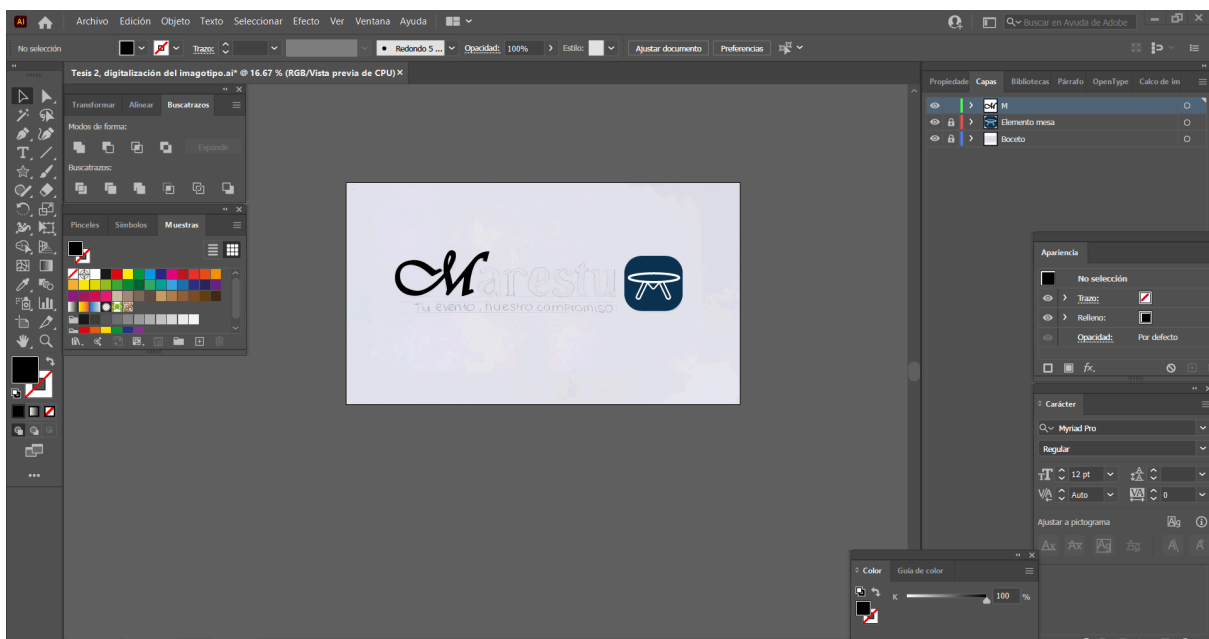 Ai Archivo Edición Objeto Texto Seleccionar Efecto Ver Ventana Ayuda Buscar en Ayuda de Adobe
No selección Trazo: Redondo 5 ... Opacidad: 100% Estilo: Ajustar documento Preferencias
Tesis 2, digitalización del imagotipo.ai* @ 16.67 % (RGB/Vista previa de CPU)
Transformar Alinear Buscatrazos
Modos de forma:
Expandir
Buscatrazos:
Pinceles Símbolos Muestras
Marestu
Tu evento, nuestro compromiso
Propiedade Capas Bibliotecas Párrafo OpenType Calco de im
M
Elemento mesa
Boceto
Apariencia
No selección
Trazo:
Relleno:
Opacidad: Por defecto
fx.
Carácter
Myriad Pro
Regular
12 pt
Auto 0
Ajustar a pictograma
Color Guía de color
K 100 %